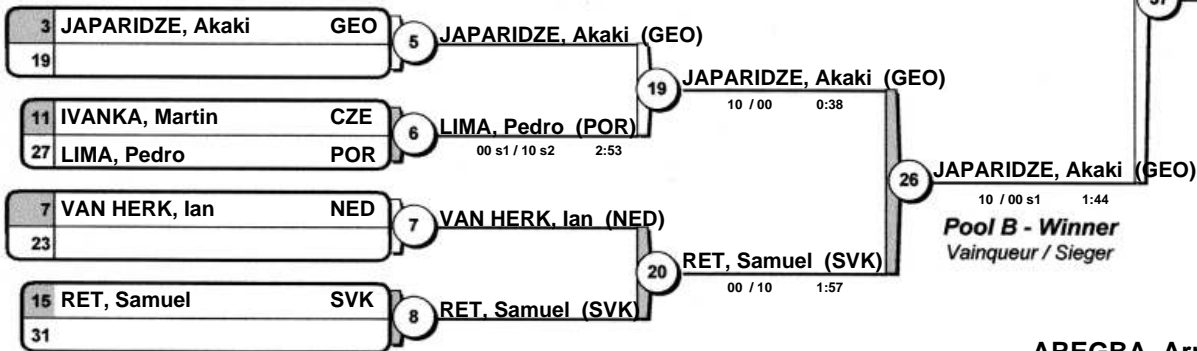 37
3 JAPARIDZE, Akaki GEO
19
5 JAPARIDZE, Akaki (GEO)
19 JAPARIDZE, Akaki (GEO)
10 / 00 0:38
11 IVANKA, Martin CZE
27 LIMA, Pedro POR
6 LIMA, Pedro (POR)
00 s1 / 10 s2 2:53
26 JAPARIDZE, Akaki (GEO)
10 / 00 s1 1:44
Pool B - Winner
Vainqueur / Sieger
7 VAN HERK, Ian NED
23
7 VAN HERK, Ian (NED)
20 RET, Samuel (SVK)
00 / 10 1:57
15 RET, Samuel SVK
31
8 RET, Samuel (SVK)